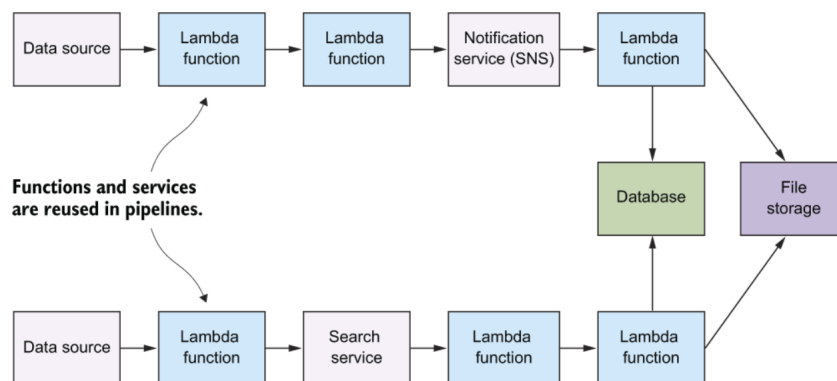 Data source
Lambda
function
Lambda
function
Notification
service (SNS)
Lambda
function
Functions and services
are reused in pipelines.
Database
File
storage
Data source
Lambda
function
Search
service
Lambda
function
Lambda
function